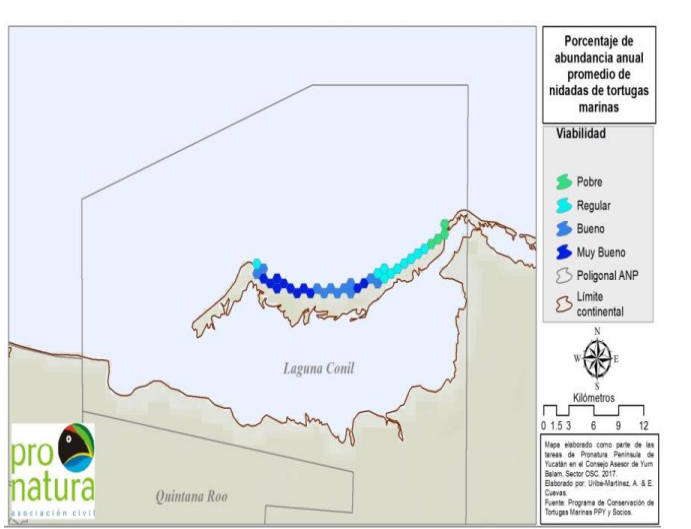 Porcentaje de
abundancia anual
promedio de
nidadas de tortugas
marinas
Viabilidad
Pobre
Regular
Bueno
Muy Bueno
Poligonal ANP
Límite
continental
N
W E
S
Kilómetros
0 1.5 3 6 9 12
Mapa elaborado como parte de las
tareas de Pronatura Península de
Yucatán en el Consejo Asesor de Yum
Balam, Sector OSC. 2017.
Elaborado por: Uribe-Martínez, A. & E.
Cuevas.
Fuente: Programa de Conservación de
Tortugas Marinas PPY y Socios.
Laguna Conil
Quintana Roo
pro
natura
asociación civil